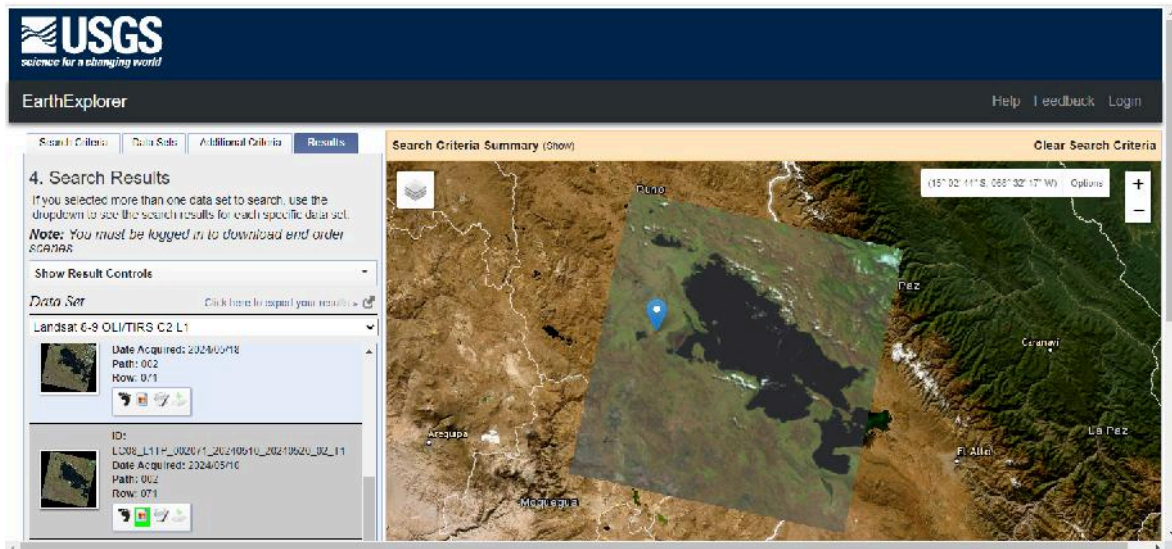 USGS
science for a changing world
EarthExplorer
Help Feedback Login
Search Criteria Data Sets Additional Criteria Results
Search Criteria Summary (Show)
Clear Search Criteria
4. Search Results
If you selected more than one data set to search, use the
dropdown to see the search results for each specific data set.
Note: You must be logged in to download and order
scenes
Show Result Controls
Data Set
Click here to export your results »
Landsat 8-9 OLI/TIRS C2 L1
Date Acquired: 2024/05/18
Path: 002
Row: 071
ID:
Date Acquired:
Path: 002
Row: 071
Options
+
−
Puno
Paz
Caranavi
Arequipa
La Paz
El Alto
Moquegua